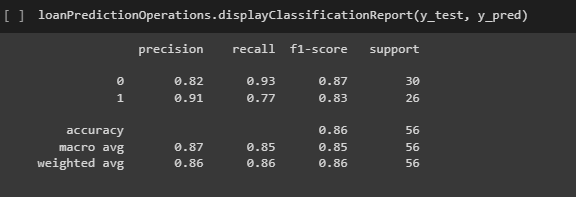 [ ] loanPredictionOperations.displayClassificationReport(y_test, y_pred)
precision recall f1-score support
0 0.82 0.93 0.87 30
1 0.91 0.77 0.83 26
accuracy 0.86 56
macro avg 0.87 0.85 0.85 56
weighted avg 0.86 0.86 0.86 56